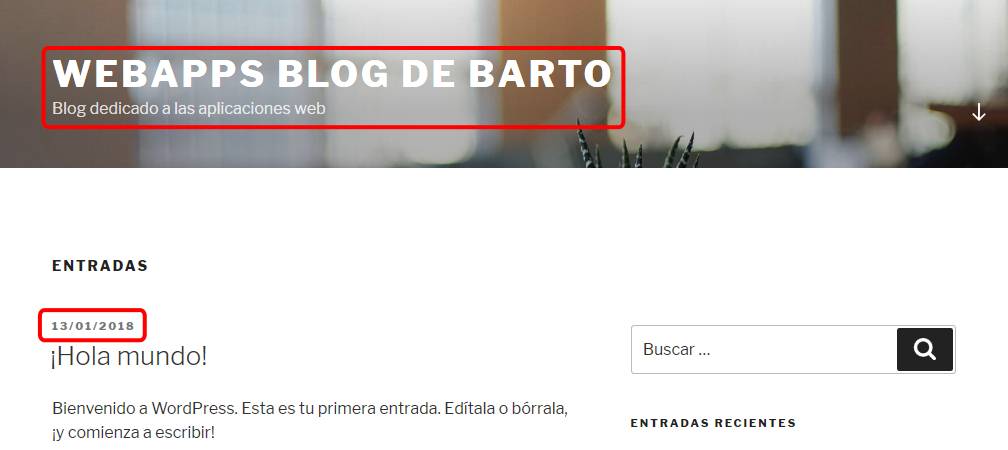 WEBAPPS BLOG DE BARTO
Blog dedicado a las aplicaciones web
ENTRADAS
13/01/2018
¡Hola mundo!
Bienvenido a WordPress. Esta es tu primera entrada. Edítala o bórrala,
¡y comienza a escribir!
Buscar …
ENTRADAS RECIENTES